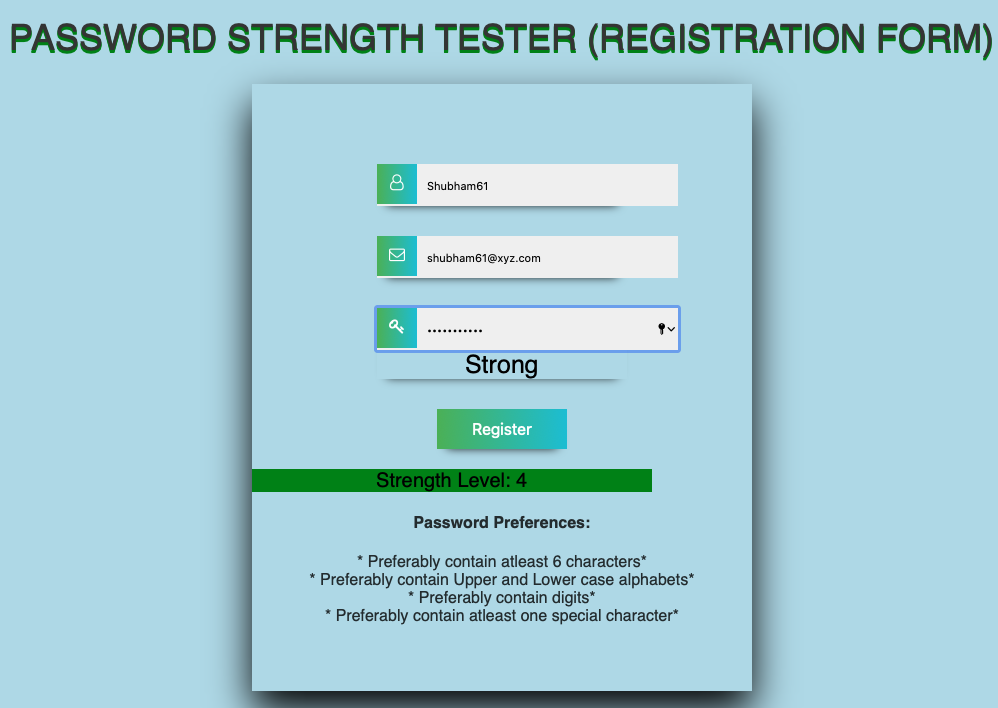 PASSWORD STRENGTH TESTER (REGISTRATION FORM)
Shubham61
shubham61@xyz.com
•••••••••••
Strong
Register
Strength Level: 4
Password Preferences:
* Preferably contain atleast 6 characters*
* Preferably contain Upper and Lower case alphabets*
* Preferably contain digits*
* Preferably contain atleast one special character*